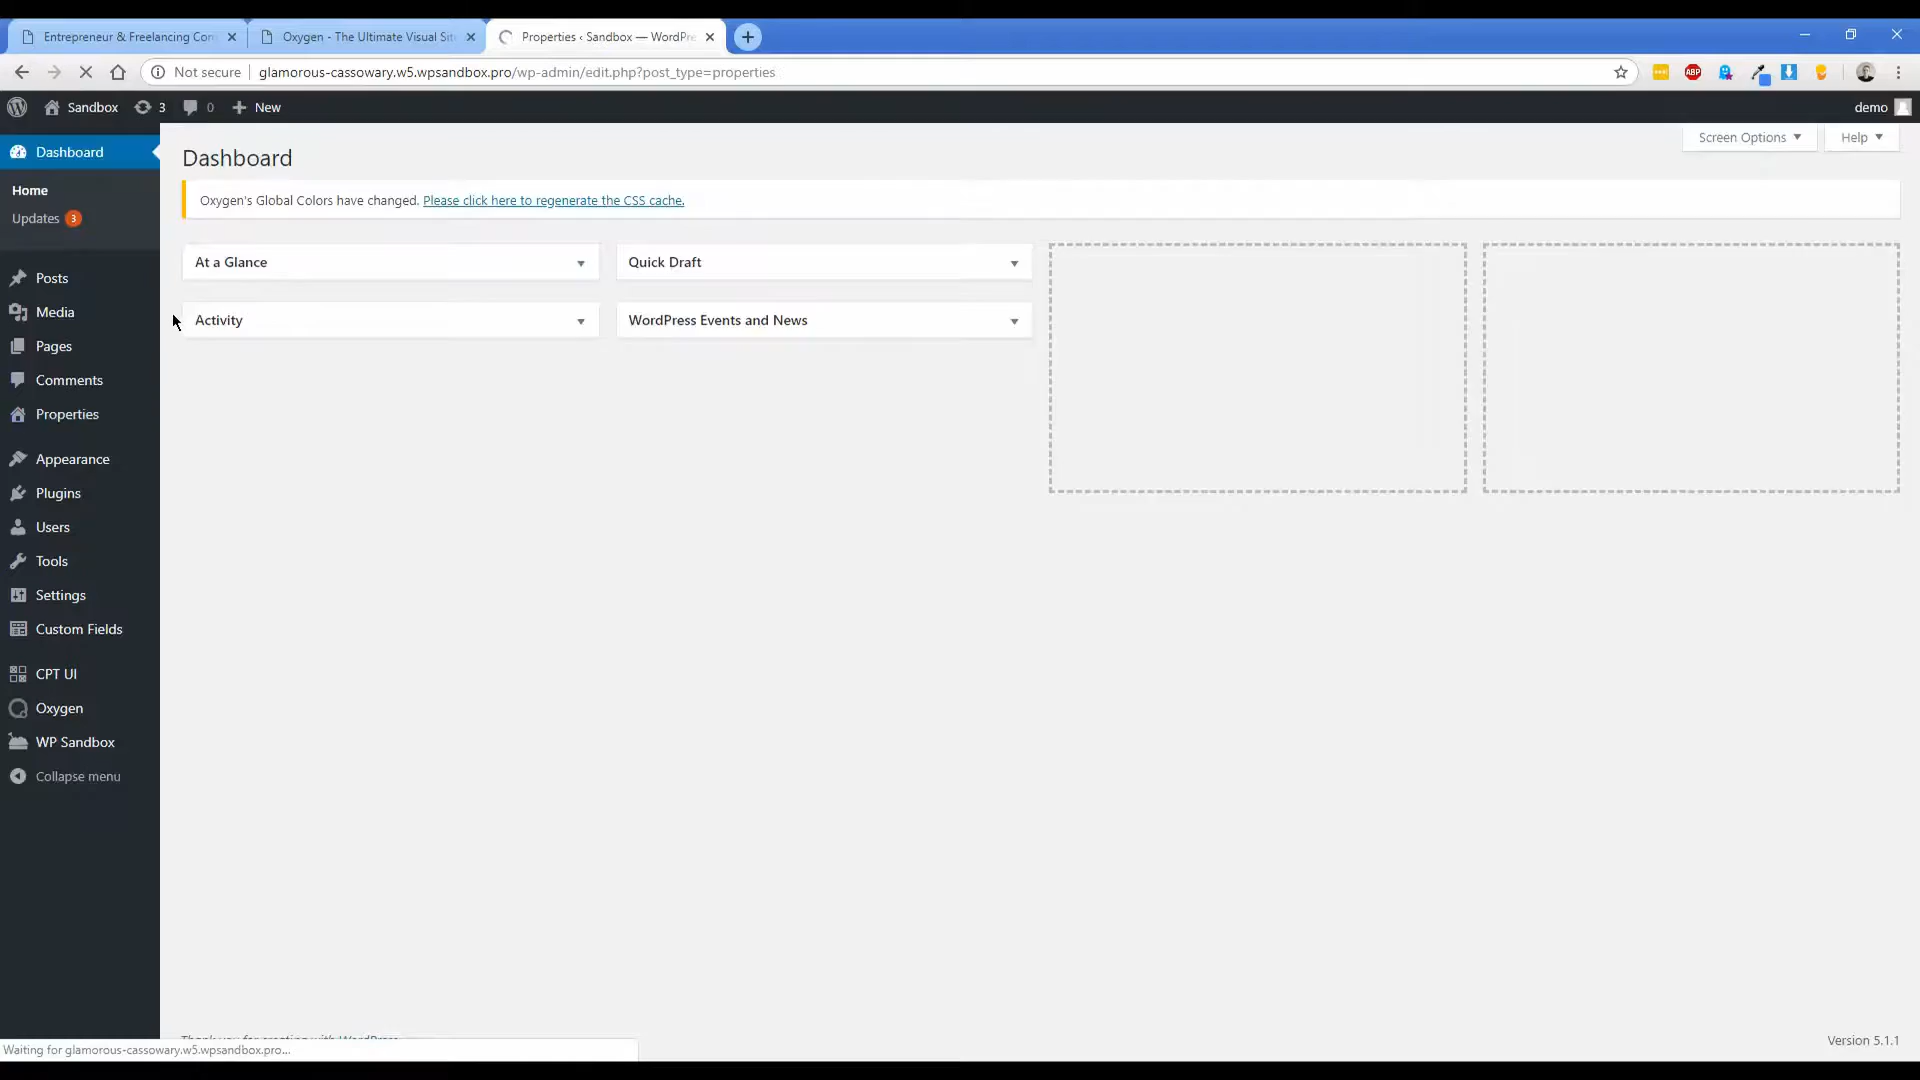 Entrepreneur & Freelancing Con
Oxygen - The Ultimate Visual Sit
Properties ‹ Sandbox — WordPre
Not secure
glamorous-cassowary.w5.wpsandbox.pro/wp-admin/edit.php?post_type=properties
ABP
Sandbox
3
0
New
demo
Dashboard
Home
Updates 3
Posts
Media
Pages
Comments
Properties
Appearance
Plugins
Users
Tools
Settings
Custom Fields
CPT UI
Oxygen
WP Sandbox
Collapse menu
Screen Options
Help
Dashboard
Oxygen's Global Colors have changed. Please click here to regenerate the CSS cache.
At a Glance
Quick Draft
Activity
WordPress Events and News
Thank you for creating with WordPress.
Version 5.1.1
Waiting for glamorous-cassowary.w5.wpsandbox.pro...